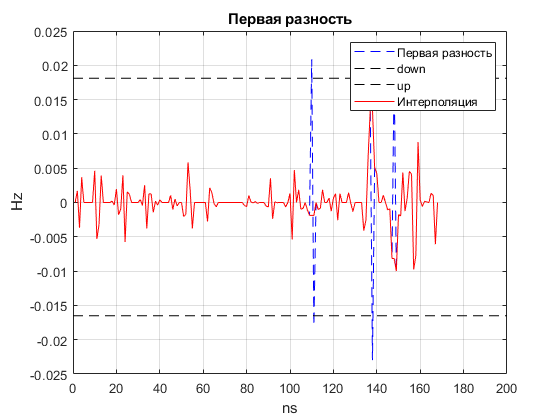 Первая разность
0.025
0.02
0.015
0.01
0.005
0
-0.005
-0.01
-0.015
-0.02
-0.025
Hz
Первая разность
down
up
Интерполяция
0 20 40 60 80 100 120 140 160 180 200
ns